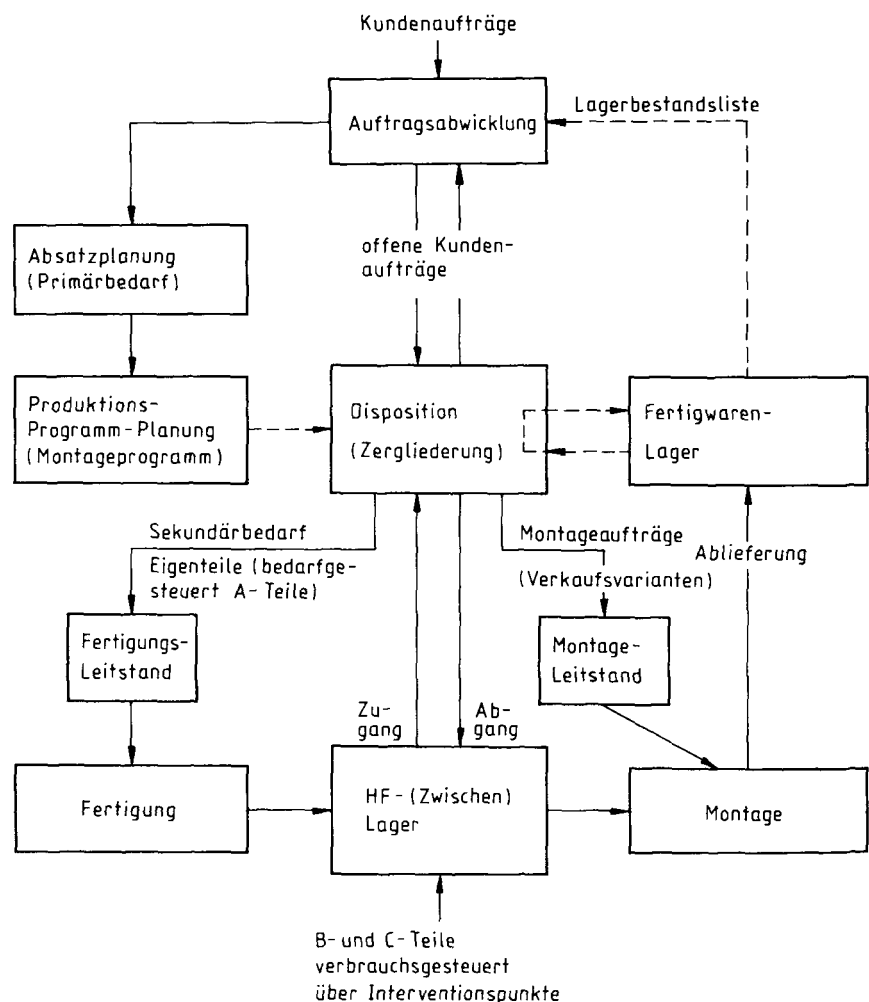 Kundenaufträge
Lagerbestandsliste
Auftragsabwicklung
Absatzplanung
(Primärbedarf)
offene Kunden-
aufträge
Produktions-
Programm-Planung
(Montageprogramm)
Disposition
(Zergliederung)
Fertigwaren-
Lager
Sekundärbedarf
Eigenteile (bedarfge-
steuert A-Teile)
Montageaufträge
(Verkaufsvarianten)
Ablieferung
Fertigungs-
Leitstand
Montage-
Leitstand
Zu-
gang
Ab-
gang
Fertigung
HF-(Zwischen)
Lager
Montage
B- und C-Teile
verbrauchsgesteuert
über Interventionspunkte